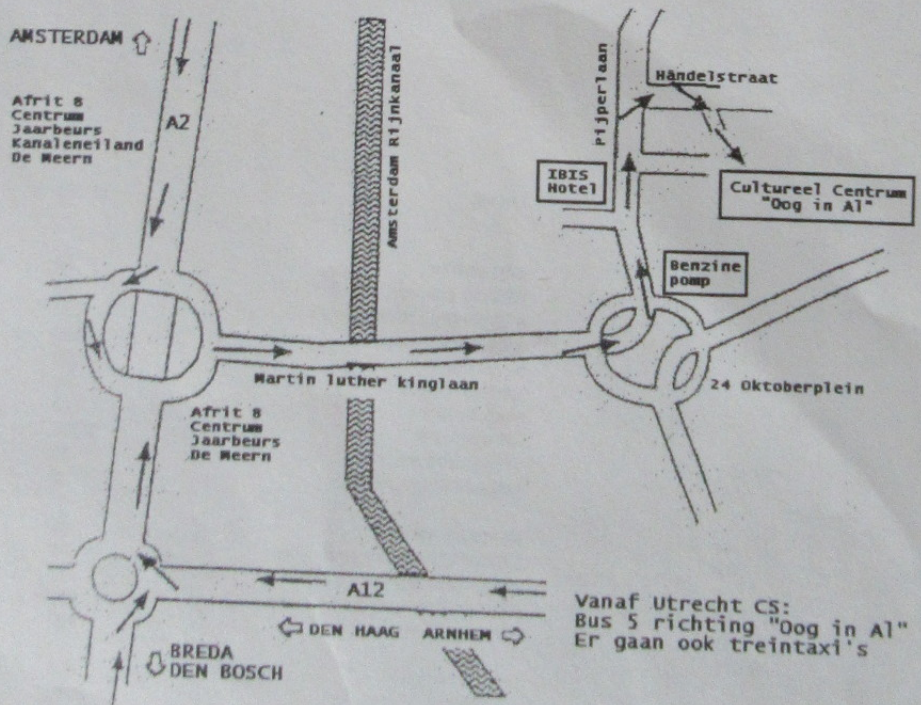 AMSTERDAM
Afrit 8
Centrum
Jaarbeurs
Kanaleneiland
De Meern
A2
Amsterdam Rijnkanaal
Pijperlaan
Händelstraat
IBIS
Hotel
Cultureel Centrum
"Oog in Al"
Benzine
pomp
Martin luther kinglaan
24 Oktoberplein
Afrit 8
Centrum
Jaarbeurs
De Meern
A12
DEN HAAG ARNHEM
BREDA
DEN BOSCH
Vanaf Utrecht CS:
Bus 5 richting "Oog in Al"
Er gaan ook treintaxi's